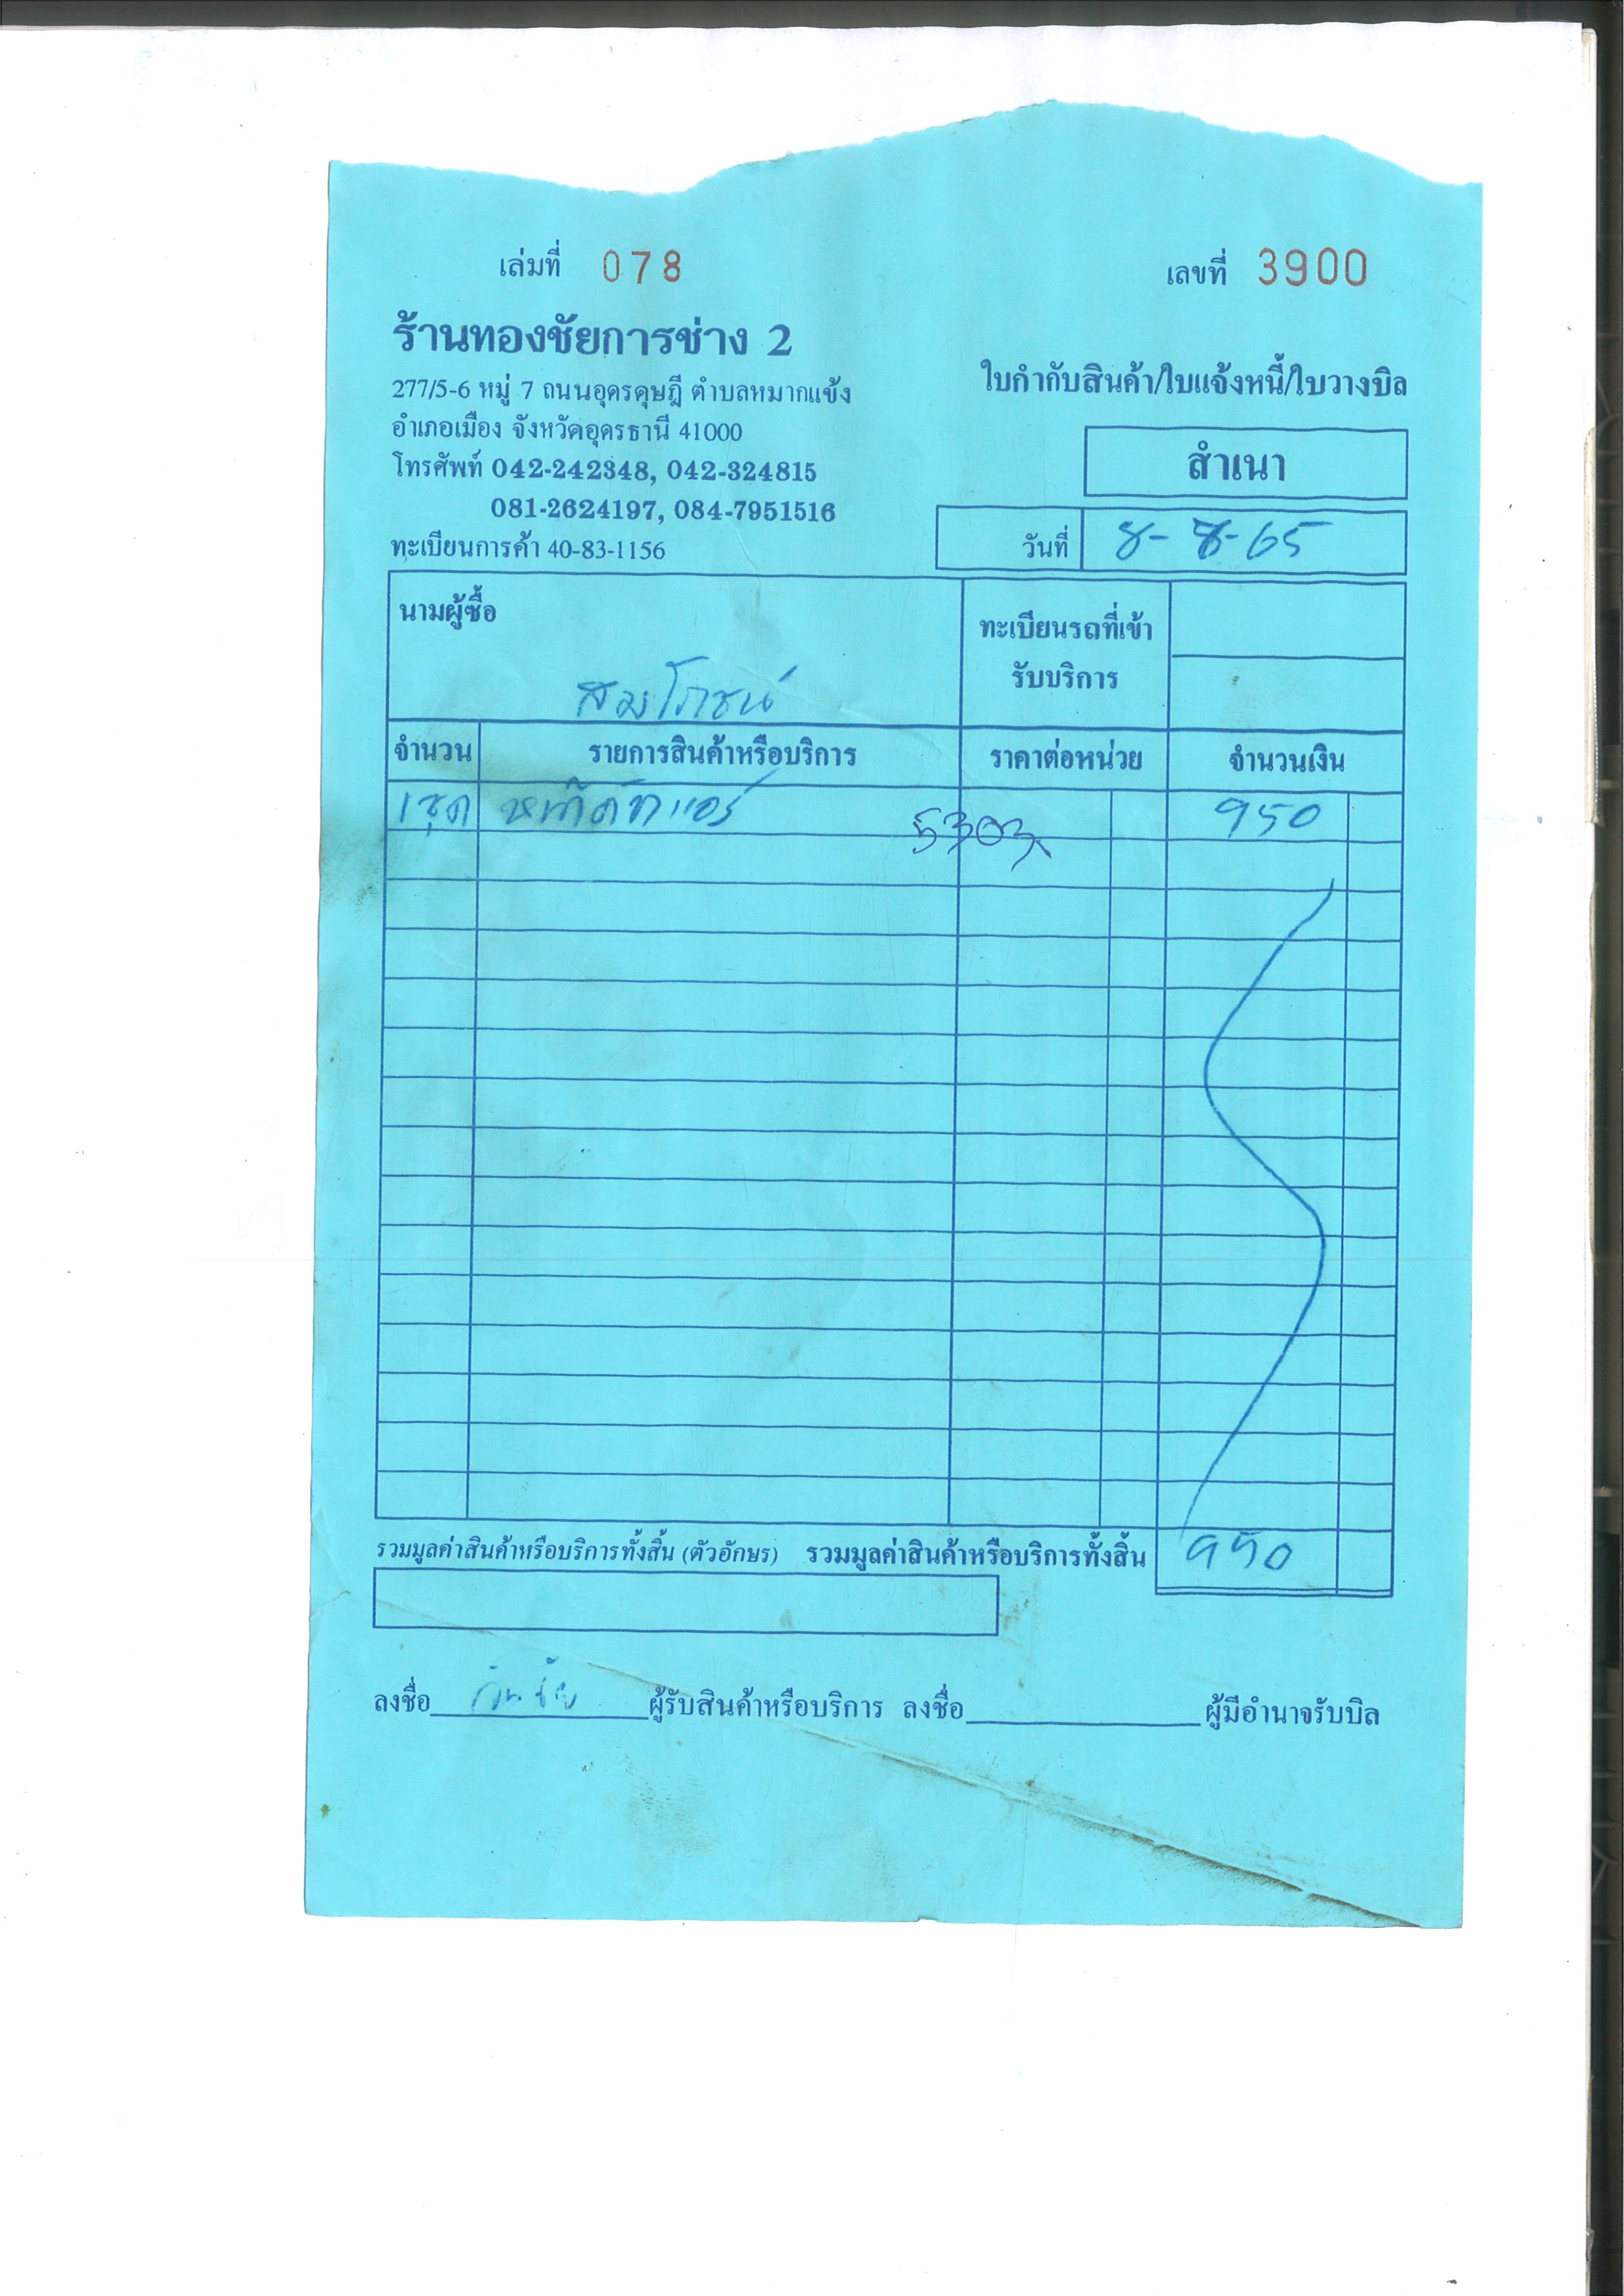 เล่มที่ 078 เลขที่ 3900
ร้านทองชัยการช่าง 2
277/5-6 หมู่ 7 ถนนอุดรดุษฎี ตำบลหมากแข้ง
อำเภอเมือง จังหวัดอุดรธานี 41000
โทรศัพท์ 042-242348, 042-324815
081-2624197, 084-7951516
ทะเบียนการค้า 40-83-1156
ใบกำกับสินค้า/ใบแจ้งหนี้/ใบวางบิล
สำเนา
วันที่ 8-8-65
นามผู้ซื้อ สมโภชน์
ทะเบียนรถที่เข้า
รับบริการ
จำนวน รายการสินค้าหรือบริการ ราคาต่อหน่วย จำนวนเงิน
1 ชุด หน้าคัทแอร์ 950
รวมมูลค่าสินค้าหรือบริการทั้งสิ้น (ตัวอักษร) รวมมูลค่าสินค้าหรือบริการทั้งสิ้น 950
ลงชื่อ ผู้รับสินค้าหรือบริการ ลงชื่อ ผู้มีอำนาจรับบิล